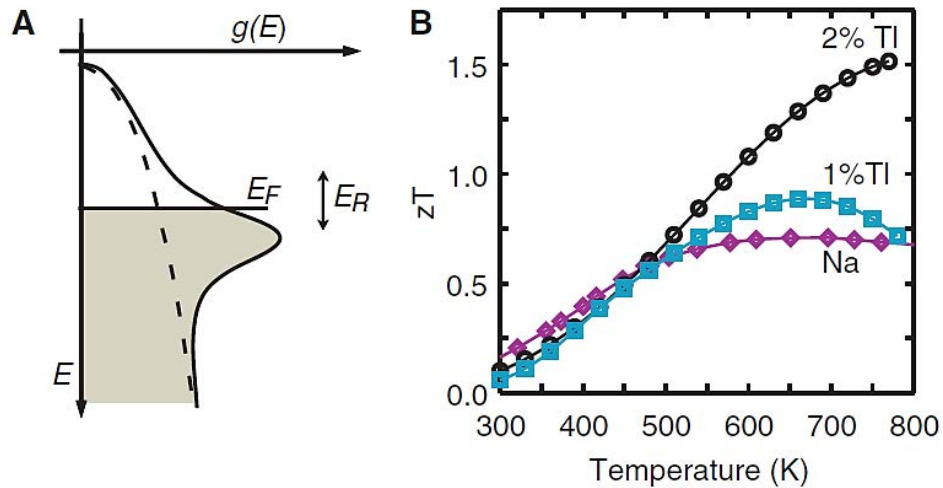 A
g(E)
E_F
E_R
E
B
2% Tl
1%Tl
Na
zT
1.5
1.0
0.5
0.0
300 400 500 600 700 800
Temperature (K)